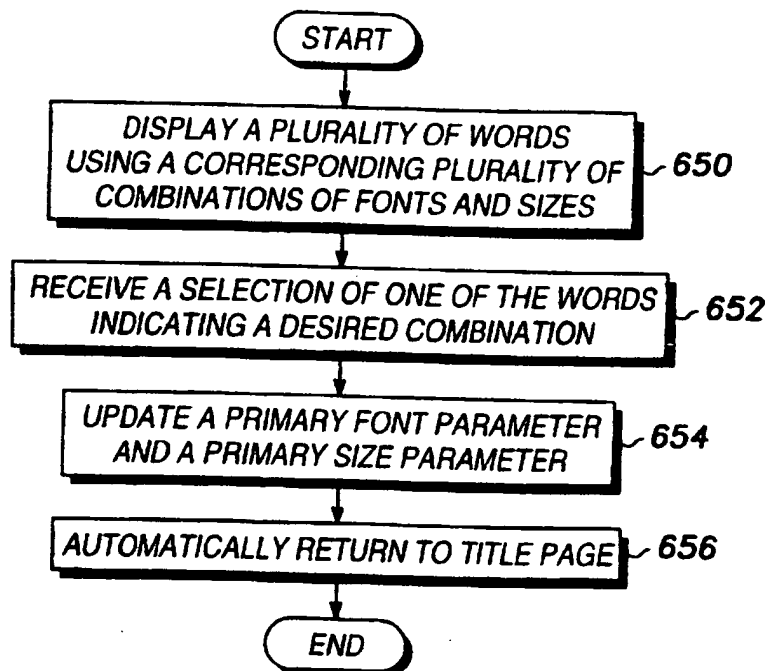 START
DISPLAY A PLURALITY OF WORDS
USING A CORRESPONDING PLURALITY OF
COMBINATIONS OF FONTS AND SIZES
650
RECEIVE A SELECTION OF ONE OF THE WORDS
INDICATING A DESIRED COMBINATION
652
UPDATE A PRIMARY FONT PARAMETER
AND A PRIMARY SIZE PARAMETER
654
AUTOMATICALLY RETURN TO TITLE PAGE
656
END